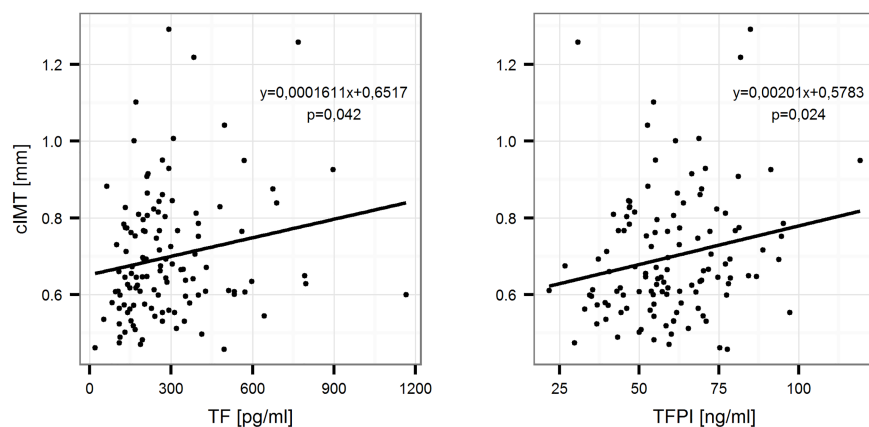 y=0,0001611x+0,6517
p=0,042
cIMT [mm]
1.2
1.0
0.8
0.6
0
300
600
900
1200
TF [pg/ml]
y=0,00201x+0,5783
p=0,024
1.2
1.0
0.8
0.6
25
50
75
100
TFPI [ng/ml]